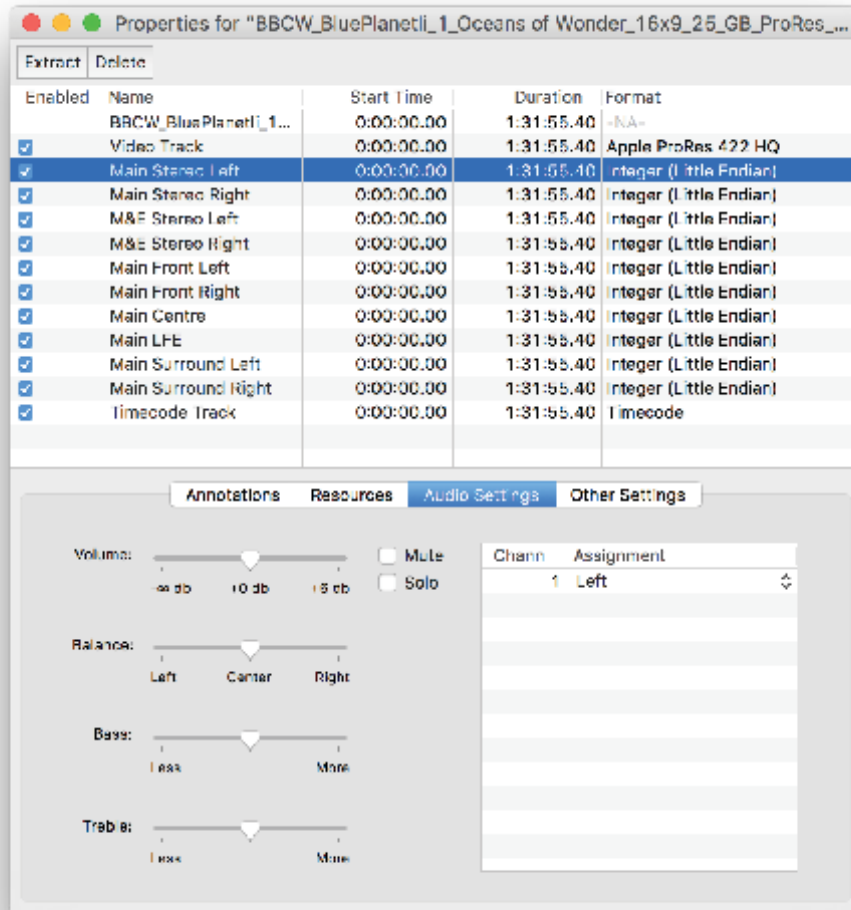 Properties for "BBCW_BluePlanetIi_1_Oceans of Wonder_16x9_25_GB_ProRes_...
Extract Delete
Enabled Name Start Time Duration Format
BBCW_BluePlanetIi_1... 0:00:00.00 1:31:55.40 -NA-
Video Track 0:00:00.00 1:31:55.40 Apple ProRes 422 HQ
Main Stereo Left 0:00:00.00 1:31:55.40 Integer (Little Endian)
Main Stereo Right 0:00:00.00 1:31:55.40 Integer (Little Endian)
M&E Stereo Left 0:00:00.00 1:31:55.40 Integer (Little Endian)
M&E Stereo Right 0:00:00.00 1:31:55.40 Integer (Little Endian)
Main Front Left 0:00:00.00 1:31:55.40 Integer (Little Endian)
Main Front Right 0:00:00.00 1:31:55.40 Integer (Little Endian)
Main Centre 0:00:00.00 1:31:55.40 Integer (Little Endian)
Main LFE 0:00:00.00 1:31:55.40 Integer (Little Endian)
Main Surround Left 0:00:00.00 1:31:55.40 Integer (Little Endian)
Main Surround Right 0:00:00.00 1:31:55.40 Integer (Little Endian)
Timecode Track 0:00:00.00 1:31:55.40 Timecode
Annotations Resources Audio Settings Other Settings
Volume: Mute Chann Assignment
Solo 1 Left
-∞ db +0 db +6 db
Balance:
Left Center Right
Bass:
Less More
Treble:
Less More